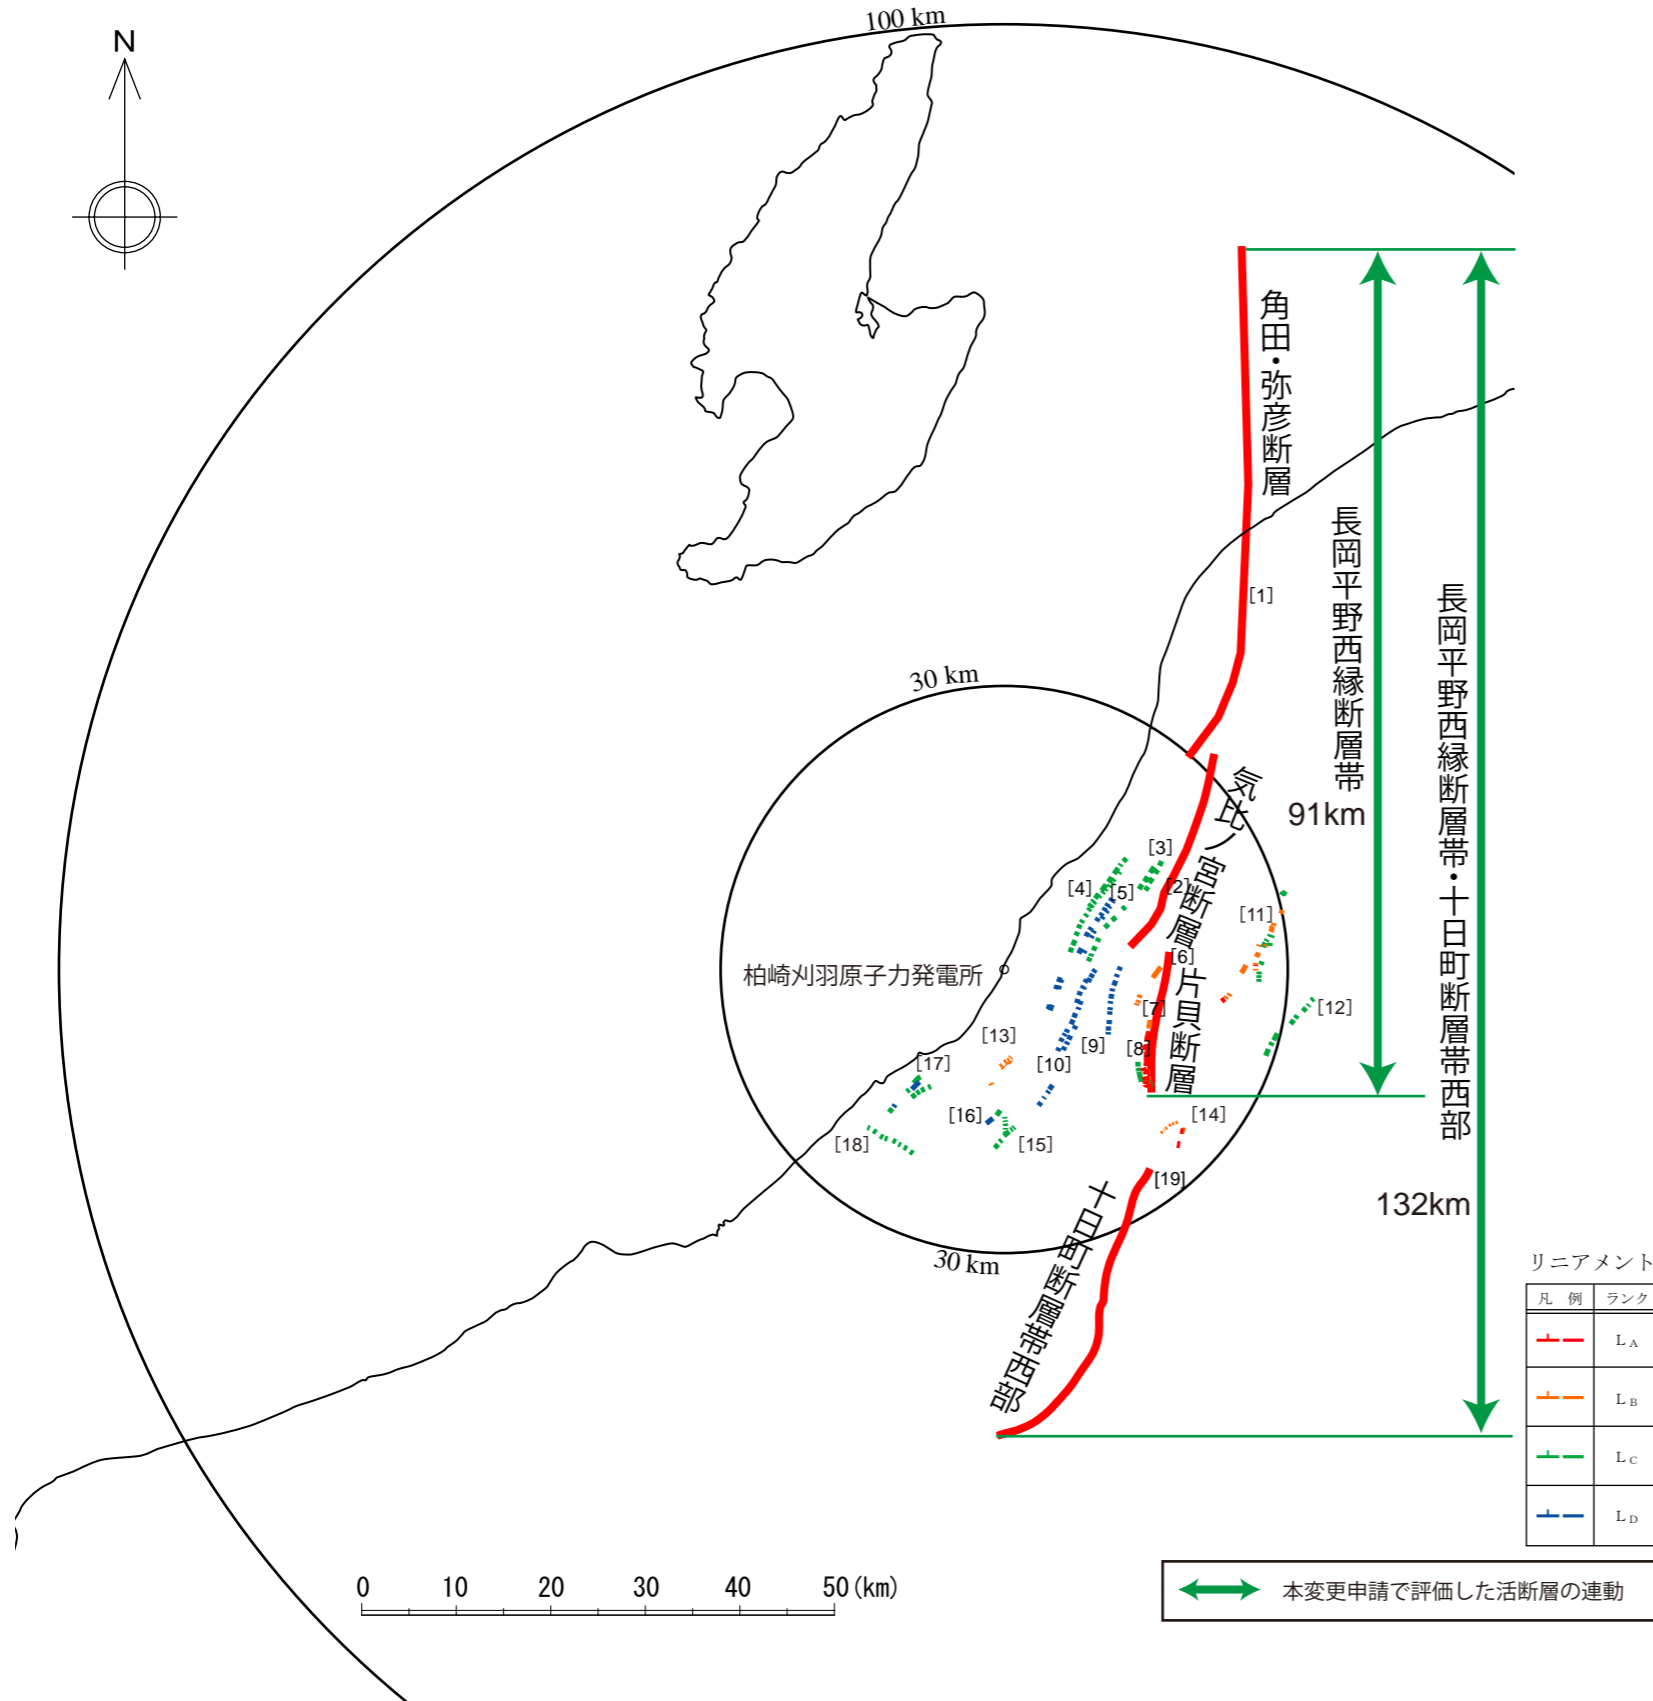 100 km
N
角田・弥彦断層
長岡平野西縁断層帯
長岡平野西縁断層帯・十日町断層帯西部
[1]
30 km
気比ノ宮断層
91km
[3]
[4]
[5]
[2]
[11]
[6]
柏崎刈羽原子力発電所
片貝断層
[7]
[12]
[13]
[9]
[8]
[10]
[17]
[16]
[14]
[18]
[15]
[19]
十日町断層帯西部
132km
30 km
リニアメント
凡 例 ランク
LA
LB
LC
LD
0 10 20 30 40 50(km)
本変更申請で評価した活断層の連動